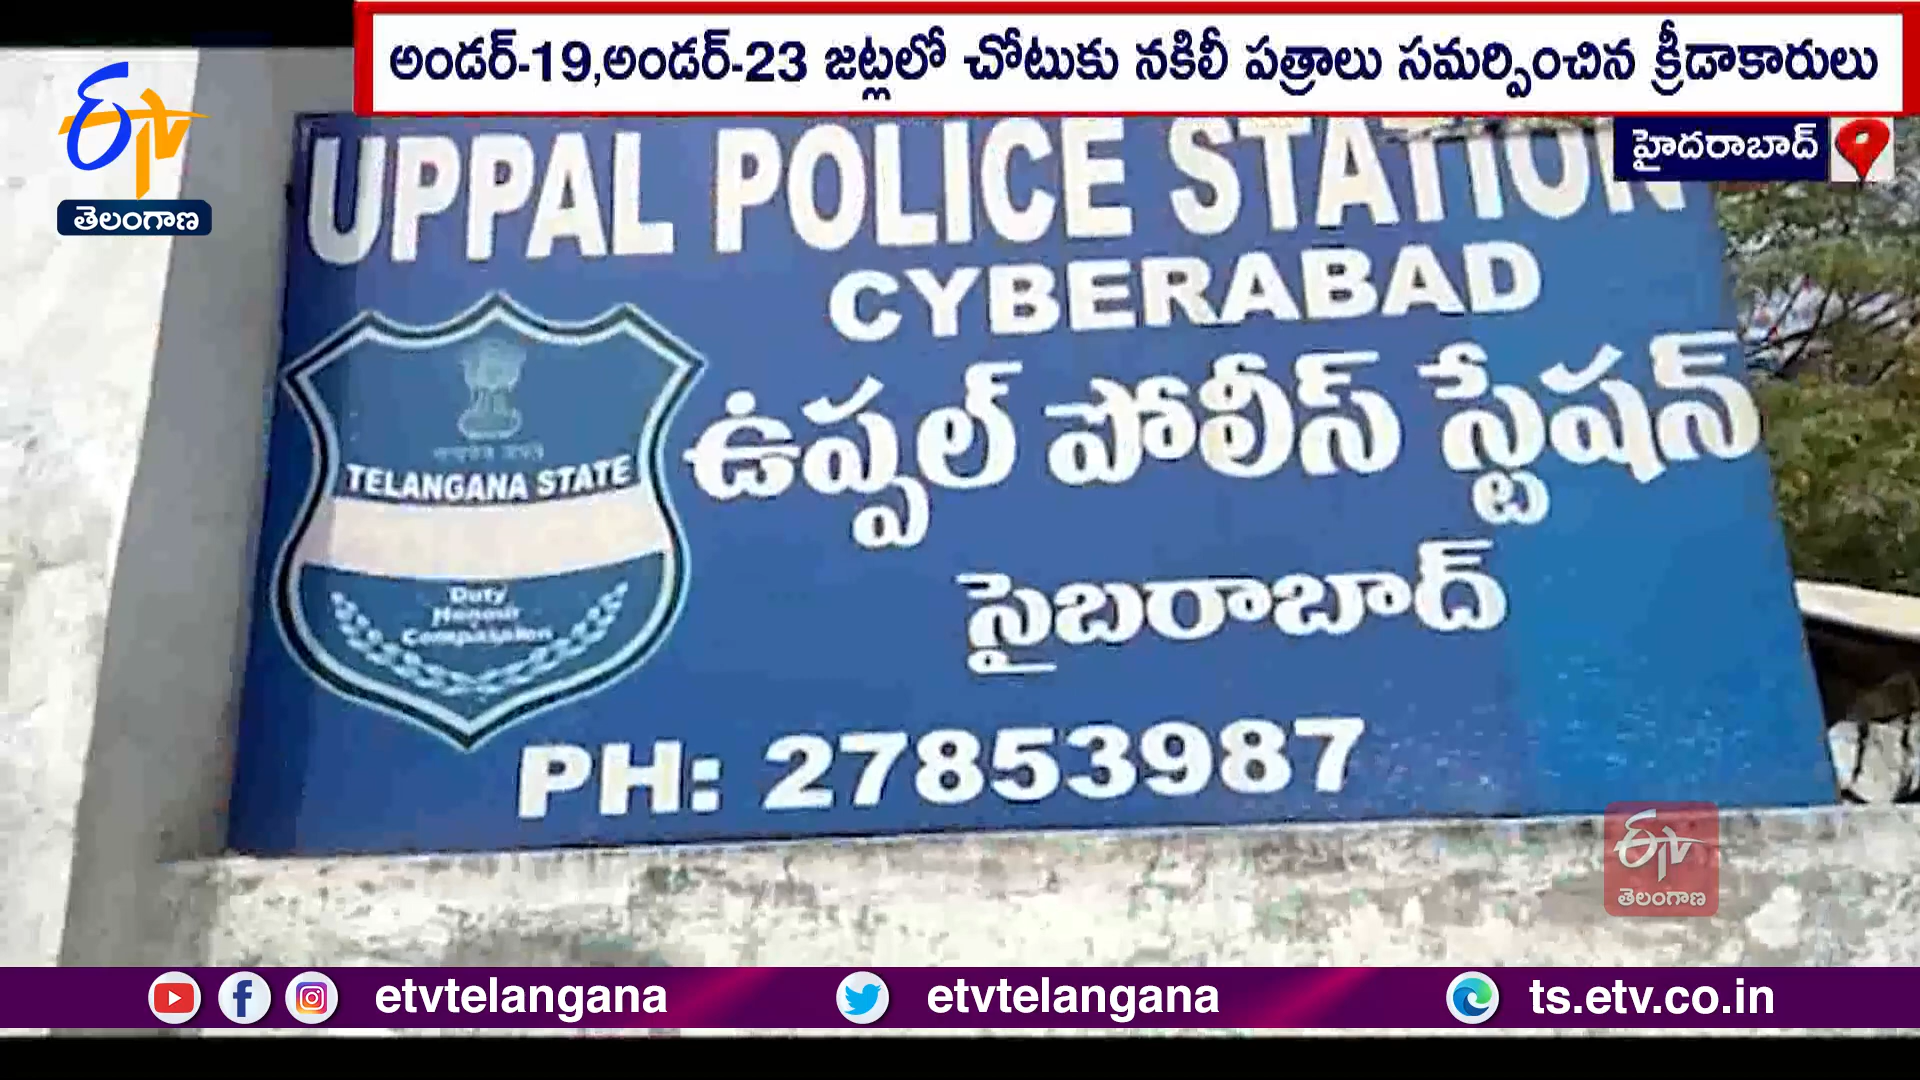 అండర్-19,అండర్-23 జట్లలో చోటుకు నకిలీ పత్రాలు సమర్పించిన క్రీడాకారులు
ETV
తెలంగాణ
హైదరాబాద్
UPPAL POLICE STATION
CYBERABAD
ఉప్పల్ పోలీస్ స్టేషన్
సైబరాబాద్
TELANGANA STATE
Duty
Honour
Compassion
PH: 27853987
ETV
తెలంగాణ
etvtelangana
etvtelangana
ts.etv.co.in